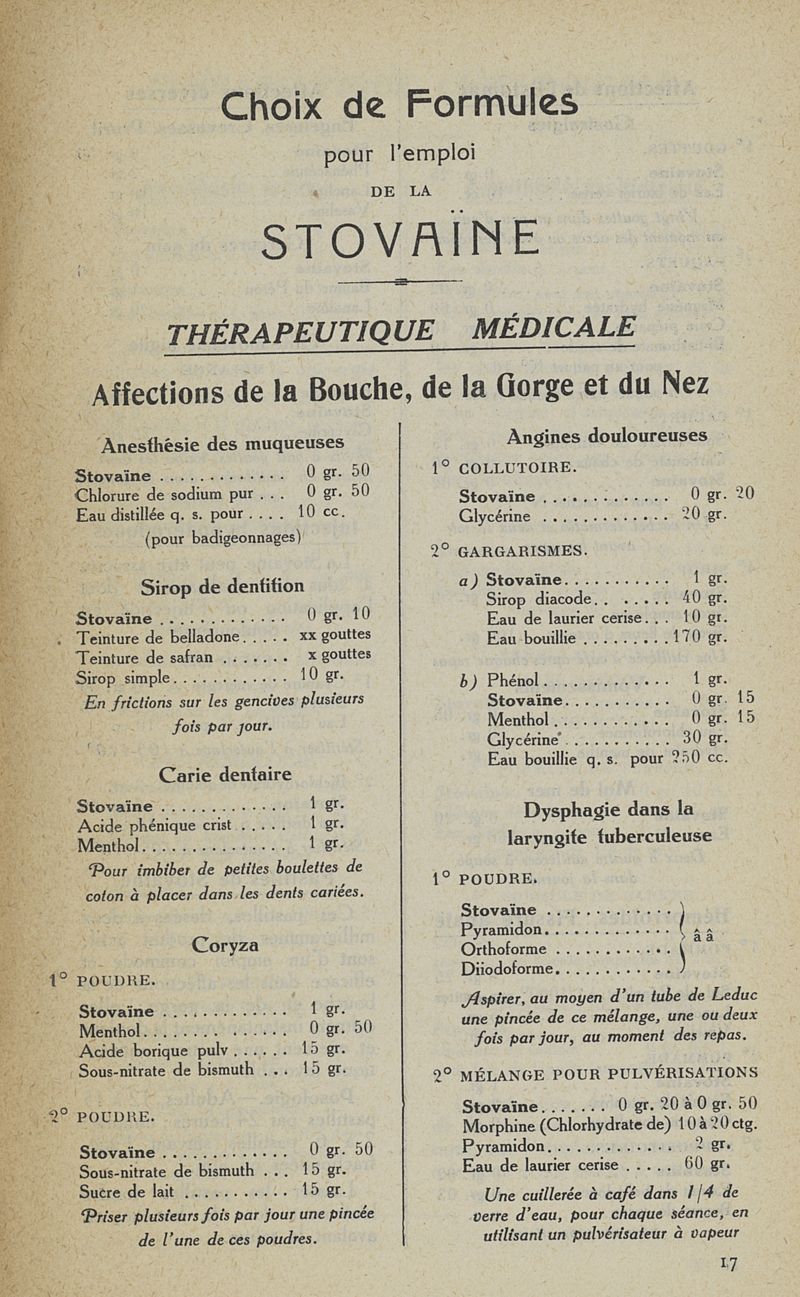 Choix de Formules
pour l'emploi
DE LA
STOVAÏNE
THÉRAPEUTIQUE MÉDICALE
Affections de la Bouche, de la Gorge et du Nez
Anesthésie des muqueuses
Stovaïne . . . . . . . . . . . . . 0 gr. 50
Chlorure de sodium pur . . . 0 gr. 50
Eau distillée q. s. pour . . . . 10 cc.
(pour badigeonnages)
Sirop de dentition
Stovaïne . . . . . . . . . . . . . 0 gr. 10
Teinture de belladone . . . . . xx gouttes
Teinture de safran . . . . . . . x gouttes
Sirop simple . . . . . . . . . . . . 10 gr.
En frictions sur les gencives plusieurs
fois par jour.
Carie dentaire
Stovaïne . . . . . . . . . . . . . 1 gr.
Acide phénique crist . . . . . 1 gr.
Menthol . . . . . . . . . . . . . . . 1 gr.
Pour imbiber de petites boulettes de
coton à placer dans les dents cariées.
Coryza
1° POUDRE.
Stovaïne . . . . . . . . . . . . . 1 gr.
Menthol . . . . . . . . . . . . . . 0 gr. 50
Acide borique pulv . . . . . . 15 gr.
Sous-nitrate de bismuth . . . 15 gr.
2° POUDRE.
Stovaïne . . . . . . . . . . . . . 0 gr. 50
Sous-nitrate de bismuth . . . 15 gr.
Sucre de lait . . . . . . . . . . . 15 gr.
Priser plusieurs fois par jour une pincée
de l'une de ces poudres.
Angines douloureuses
1° COLLUTOIRE.
Stovaïne . . . . . . . . . . . . . 0 gr. 20
Glycérine . . . . . . . . . . . . . 20 gr.
2° GARGARISMES.
a) Stovaïne . . . . . . . . . . . 1 gr.
Sirop diacode . . . . . . . 40 gr.
Eau de laurier cerise . . . 10 gr.
Eau bouillie . . . . . . . . . 170 gr.
b) Phénol . . . . . . . . . . . . . 1 gr.
Stovaïne . . . . . . . . . . . 0 gr. 15
Menthol . . . . . . . . . . . . 0 gr. 15
Glycérine . . . . . . . . . . . 30 gr.
Eau bouillie q. s. pour 250 cc.
Dysphagie dans la
laryngite tuberculeuse
1° POUDRE.
Stovaïne . . . . . . . . . . . . .
Pyramidon . . . . . . . . . . . . . ââ
Orthoforme . . . . . . . . . . . .
Diiodoforme . . . . . . . . . . . .
Aspirer, au moyen d'un tube de Leduc
une pincée de ce mélange, une ou deux
fois par jour, au moment des repas.
2° MÉLANGE POUR PULVÉRISATIONS
Stovaïne . . . . . . . 0 gr. 20 à 0 gr. 50
Morphine (Chlorhydrate de) 10 à 20 ctg.
Pyramidon . . . . . . . . . . . . . 2 gr.
Eau de laurier cerise . . . . . 60 gr.
Une cuillerée à café dans 1/4 de
verre d'eau, pour chaque séance, en
utilisant un pulvérisateur à vapeur
17